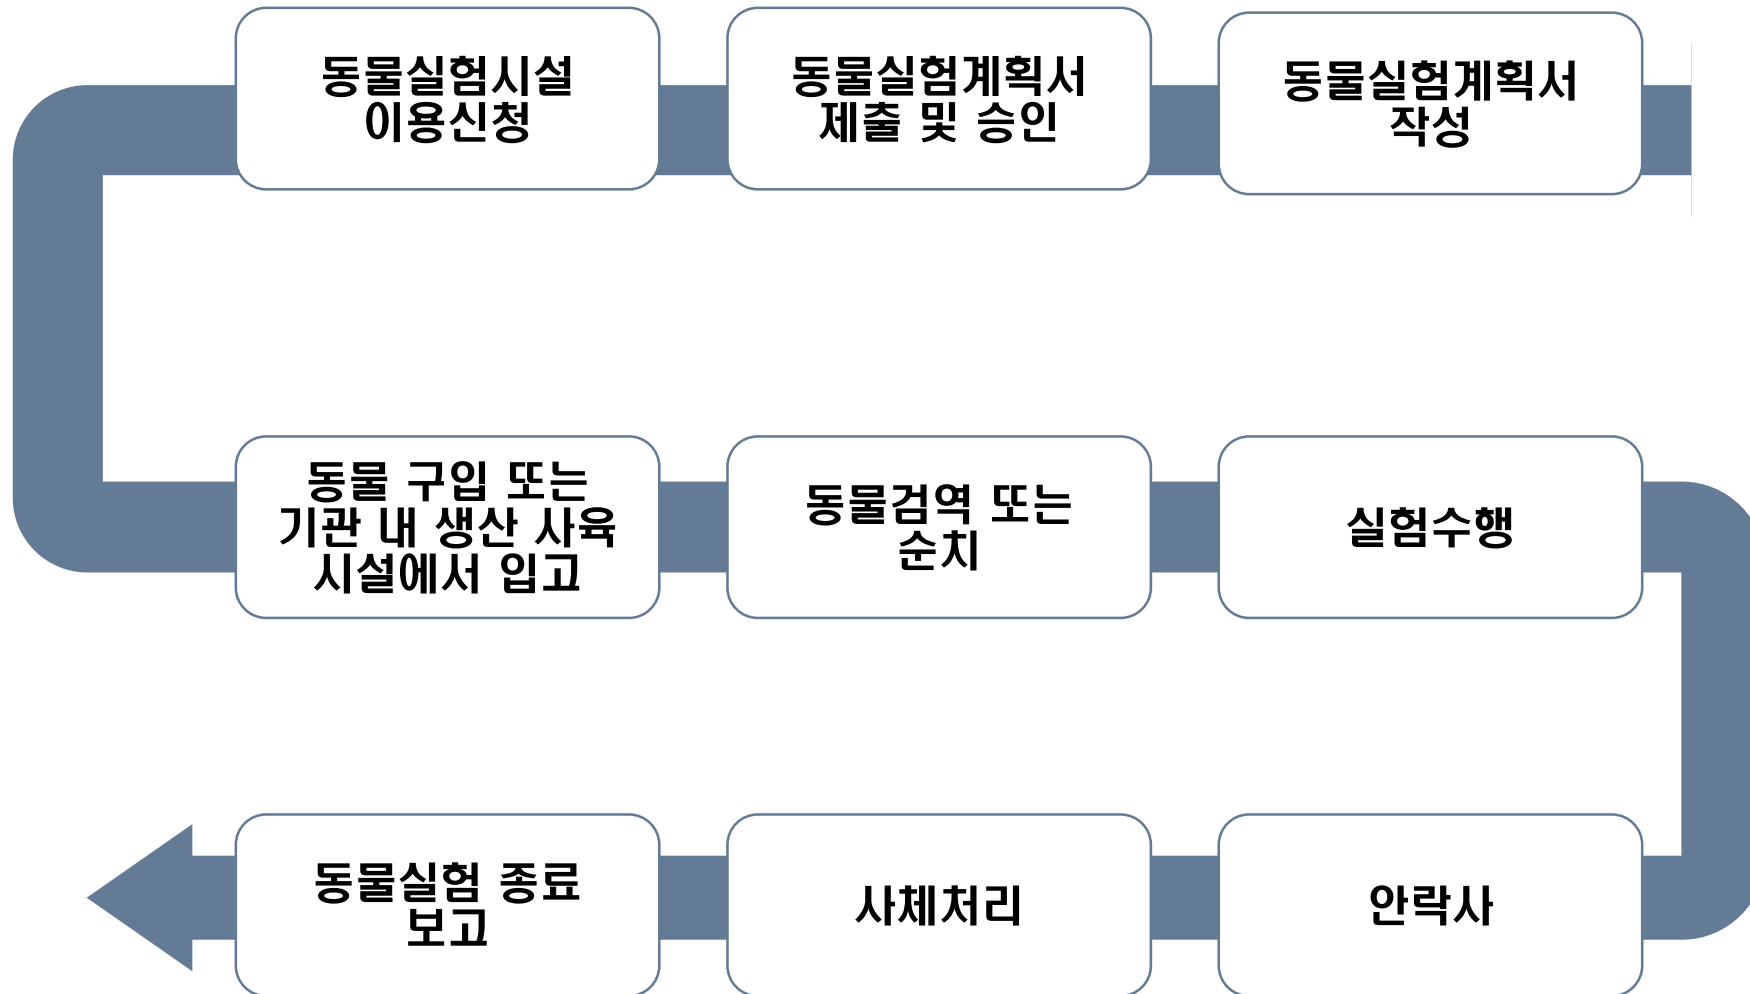 동물실험시설
이용신청
동물실험계획서
제출 및 승인
동물실험계획서
작성
동물 구입 또는
기관 내 생산 사육
시설에서 입고
동물검역 또는
순치
실험수행
동물실험 종료
보고
사체처리
안락사